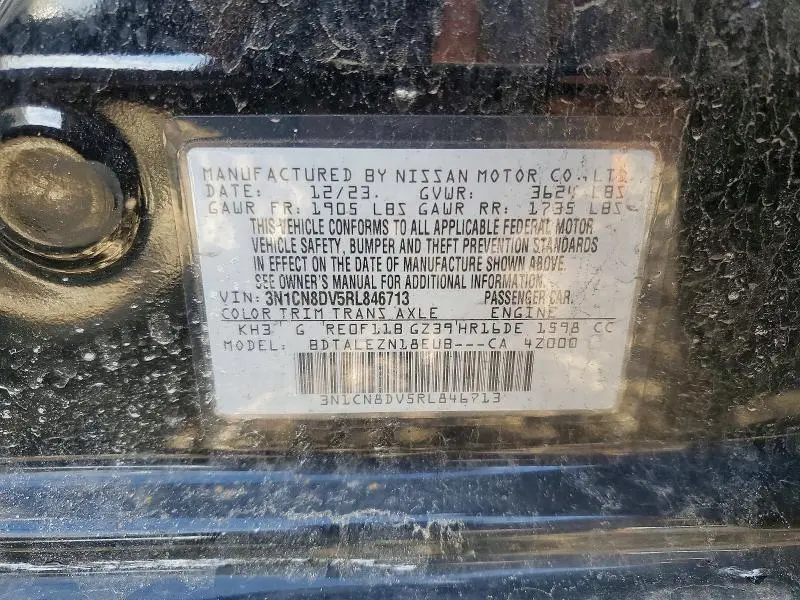 MANUFACTURED BY NISSAN MOTOR CO.,LTD
DATE: 12/23. GVWR: 3624 LBS
GAWR FR: 1905 LBS GAWR RR: 1735 LBS
THIS VEHICLE CONFORMS TO ALL APPLICABLE FEDERAL MOTOR
VEHICLE SAFETY, BUMPER AND THEFT PREVENTION STANDARDS
IN EFFECT ON THE DATE OF MANUFACTURE SHOWN ABOVE.
SEE OWNER'S MANUAL FOR ADDITIONAL INFORMATION.
VIN: 3N1CN8DV5RL846713 PASSENGER CAR.
COLOR TRIM TRANS AXLE ENGINE
KH3 G RE0F11B GZ39 HR16DE 1598 CC
MODEL: BDTALEZN18EUB---CA 4Z000
3N1CN8DV5RL846713